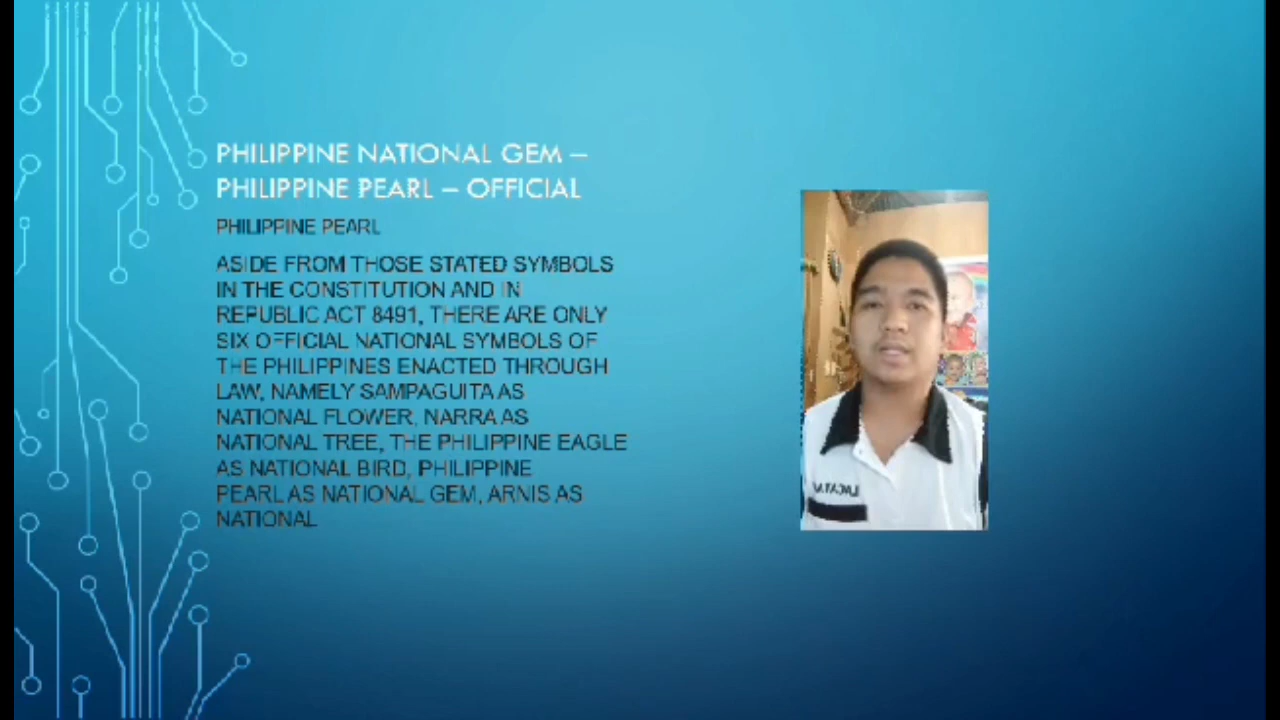 PHILIPPINE NATIONAL GEM –
PHILIPPINE PEARL – OFFICIAL
PHILIPPINE PEARL
ASIDE FROM THOSE STATED SYMBOLS
IN THE CONSTITUTION AND IN
REPUBLIC ACT 8491, THERE ARE ONLY
SIX OFFICIAL NATIONAL SYMBOLS OF
THE PHILIPPINES ENACTED THROUGH
LAW, NAMELY SAMPAGUITA AS
NATIONAL FLOWER, NARRA AS
NATIONAL TREE, THE PHILIPPINE EAGLE
AS NATIONAL BIRD, PHILIPPINE
PEARL AS NATIONAL GEM, ARNIS AS
NATIONAL